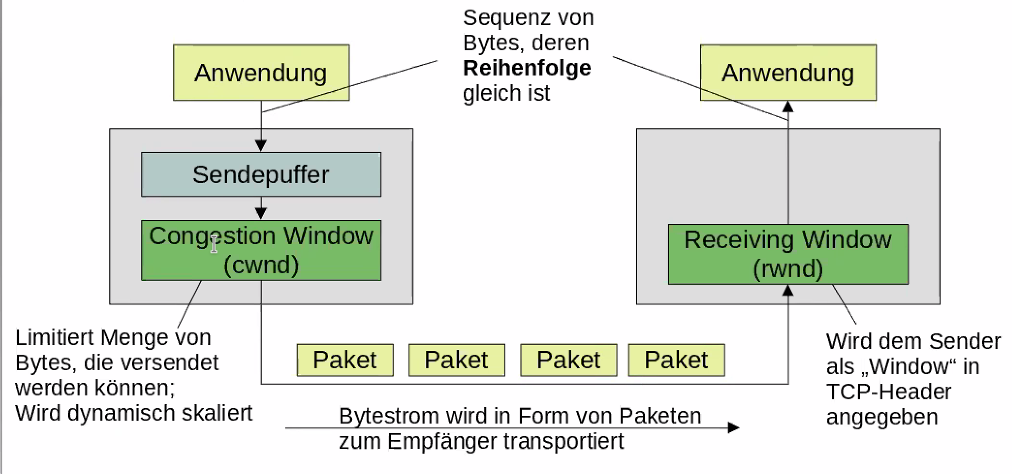 Sequenz von
Bytes, deren
Reihenfolge
gleich ist
Anwendung
Anwendung
Sendepuffer
Congestion Window
(cwnd)
Receiving Window
(rwnd)
Limitiert Menge von
Bytes, die versendet
werden können;
Wird dynamisch skaliert
Paket
Paket
Paket
Paket
Wird dem Sender
als „Window“ in
TCP-Header
angegeben
Bytestrom wird in Form von Paketen
zum Empfänger transportiert